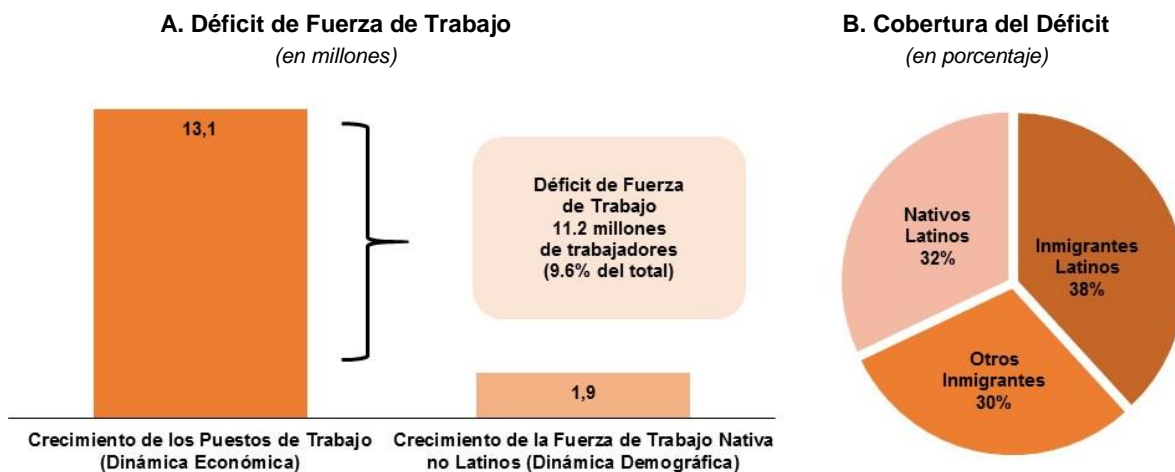 A. Déficit de Fuerza de Trabajo
(en millones)
13,1
Déficit de Fuerza
de Trabajo
11.2 millones
de trabajadores
(9.6% del total)
1,9
Crecimiento de los Puestos de Trabajo
(Dinámica Económica)
Crecimiento de la Fuerza de Trabajo Nativa
no Latinos (Dinámica Demográfica)
B. Cobertura del Déficit
(en porcentaje)
Nativos
Latinos
32%
Inmigrantes
Latinos
38%
Otros
Inmigrantes
30%